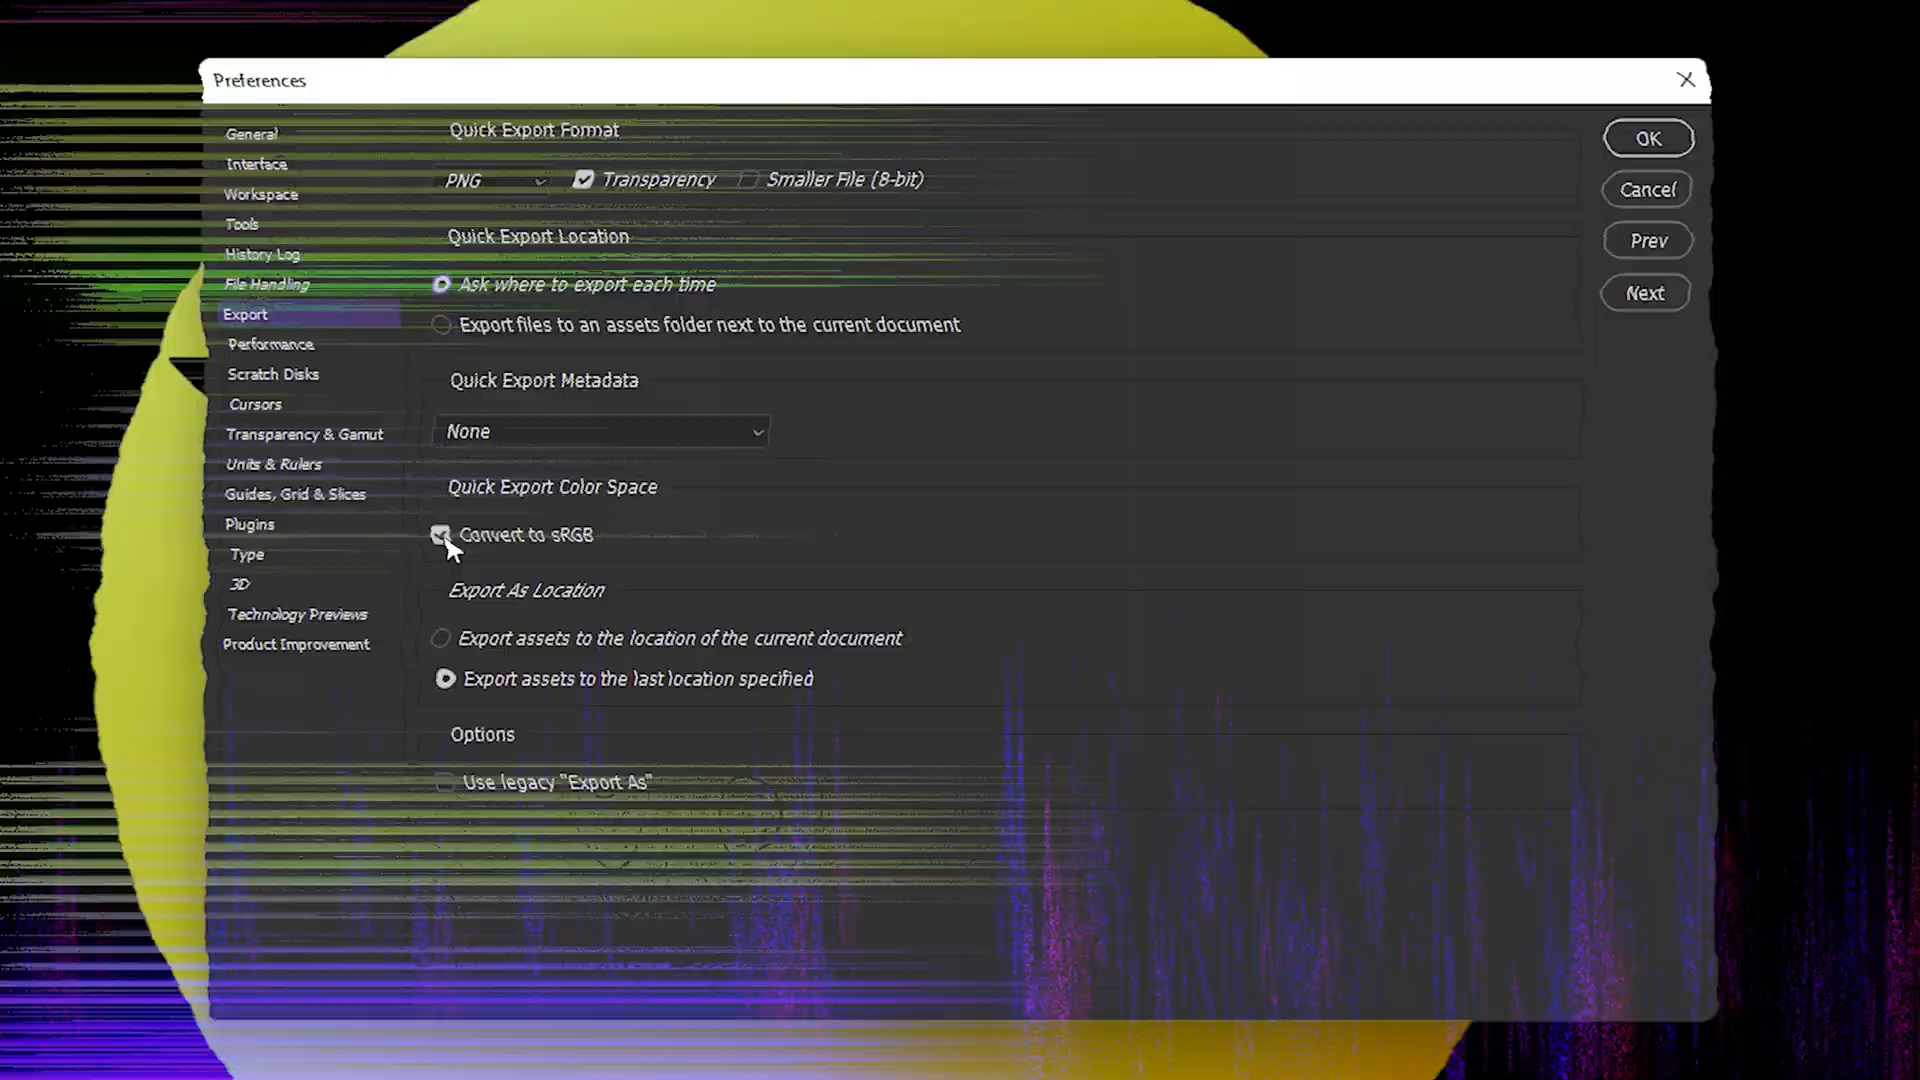 Preferences
General
Interface
Workspace
Tools
History Log
File Handling
Export
Performance
Scratch Disks
Cursors
Transparency & Gamut
Units & Rulers
Guides, Grid & Slices
Plugins
Type
3D
Technology Previews
Product Improvement
Quick Export Format
PNG
Transparency
Smaller File (8-bit)
Quick Export Location
Ask where to export each time
Export files to an assets folder next to the current document
Quick Export Metadata
None
Quick Export Color Space
Convert to sRGB
Export As Location
Export assets to the location of the current document
Export assets to the last location specified
Options
Use legacy "Export As"
OK
Cancel
Prev
Next